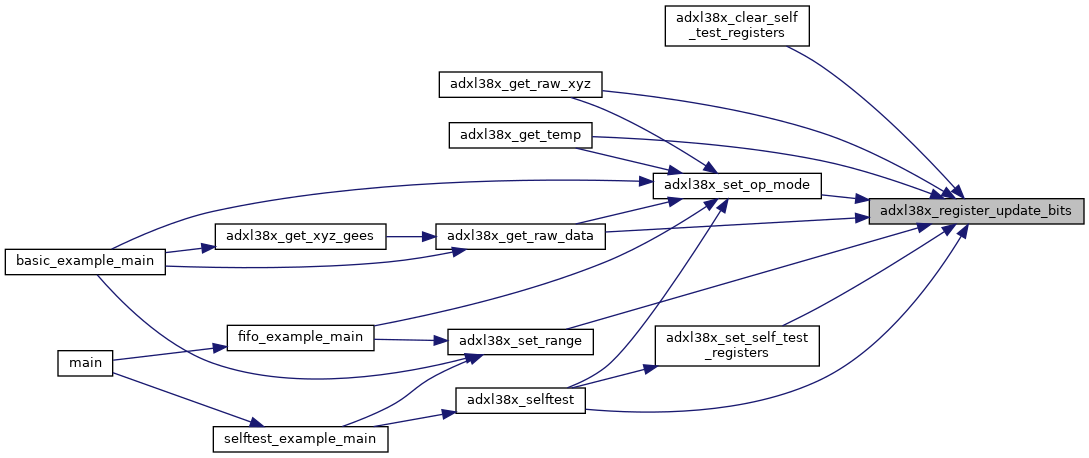 adxl38x_clear_self
_test_registers
adxl38x_get_raw_xyz
adxl38x_get_temp
adxl38x_set_op_mode
adxl38x_register_update_bits
adxl38x_get_xyz_gees
adxl38x_get_raw_data
basic_example_main
fifo_example_main
adxl38x_set_range
adxl38x_set_self_test
_registers
main
adxl38x_selftest
selftest_example_main